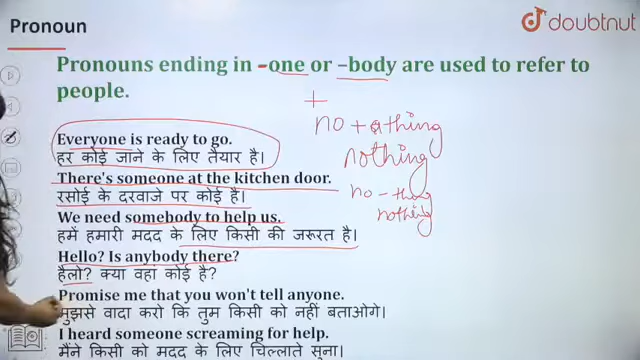 Pronoun
doubtnut
Pronouns ending in -one or -body are used to refer to
people.
no + thing
nothing
no - thing
nothing
Everyone is ready to go.
हर कोई जाने के लिए तैयार है।
There's someone at the kitchen door.
रसोई के दरवाजे पर कोई है।
We need somebody to help us.
हमें हमारी मदद के लिए किसी की जरूरत है।
Hello? Is anybody there?
हैलो? क्या वहां कोई है?
Promise me that you won't tell anyone.
मुझसे वादा करो कि तुम किसी को नहीं बताओगे।
I heard someone screaming for help.
मैंने किसी को मदद के लिए चिल्लाते सुना।